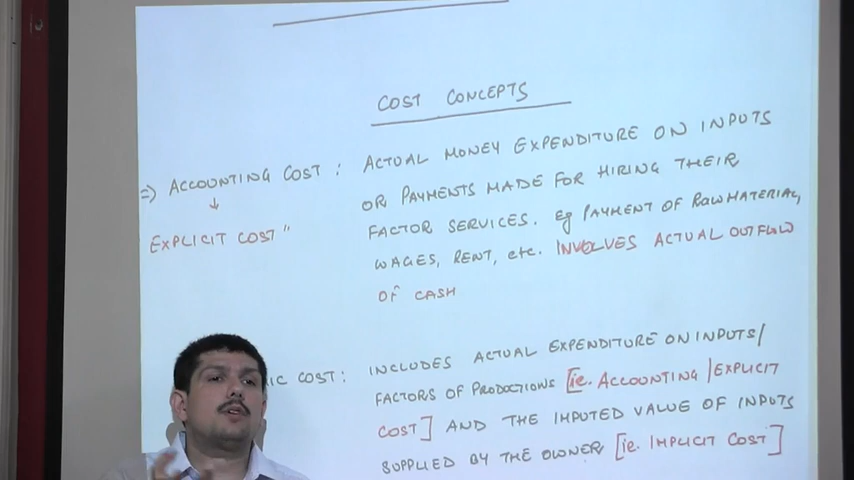 COST CONCEPTS
=> ACCOUNTING COST : ACTUAL MONEY EXPENDITURE ON INPUTS
↓ OR PAYMENTS MADE FOR HIRING THEIR
EXPLICIT COST" FACTOR SERVICES. eg PAYMENT OF RAW MATERIAL,
WAGES, RENT, etc. INVOLVES ACTUAL OUTFLOW
OF CASH
IC COST : INCLUDES ACTUAL EXPENDITURE ON INPUTS/
FACTORS OF PRODUCTIONS [ie. ACCOUNTING / EXPLICIT
COST] AND THE IMPUTED VALUE OF INPUTS
SUPPLIED BY THE OWNER [ie. IMPLICIT COST]